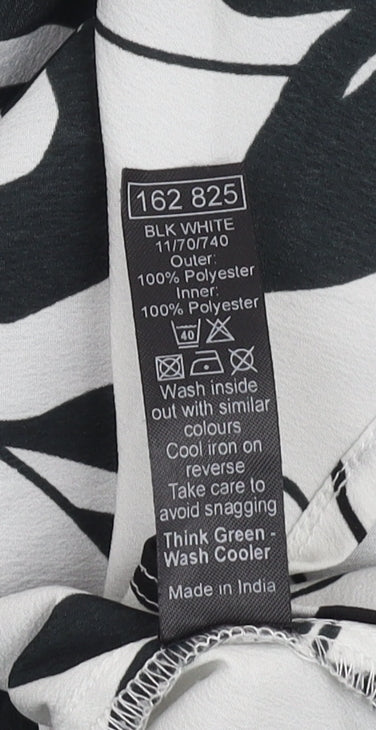 162 825
BLK WHITE
11/70/740
Outer:
100% Polyester
Inner:
100% Polyester
40
Wash inside
out with similar
colours
Cool iron on
reverse
Take care to
avoid snagging
Think Green -
Wash Cooler
Made in India